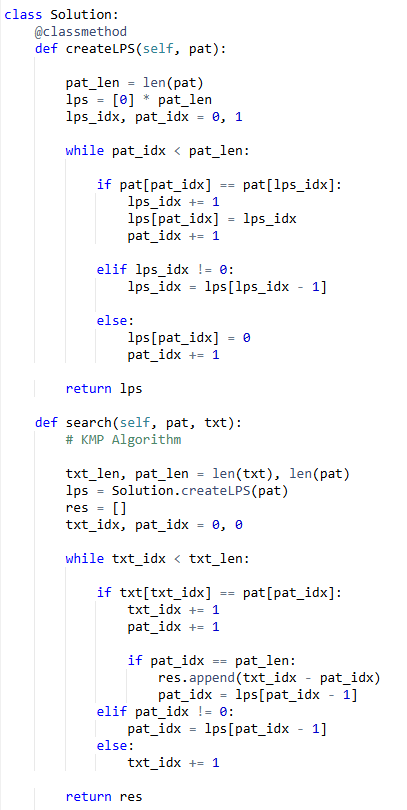 class Solution:
    @classmethod
    def createLPS(self, pat):
        pat_len = len(pat)
        lps = [0] * pat_len
        lps_idx, pat_idx = 0, 1
        while pat_idx < pat_len:
            if pat[pat_idx] == pat[lps_idx]:
                lps_idx += 1
                lps[pat_idx] = lps_idx
                pat_idx += 1
            elif lps_idx != 0:
                lps_idx = lps[lps_idx - 1]
            else:
                lps[pat_idx] = 0
                pat_idx += 1
        return lps
    def search(self, pat, txt):
        # KMP Algorithm
        txt_len, pat_len = len(txt), len(pat)
        lps = Solution.createLPS(pat)
        res = []
        txt_idx, pat_idx = 0, 0
        while txt_idx < txt_len:
            if txt[txt_idx] == pat[pat_idx]:
                txt_idx += 1
                pat_idx += 1
                if pat_idx == pat_len:
                    res.append(txt_idx - pat_idx)
                    pat_idx = lps[pat_idx - 1]
            elif pat_idx != 0:
                pat_idx = lps[pat_idx - 1]
            else:
                txt_idx += 1
        return res